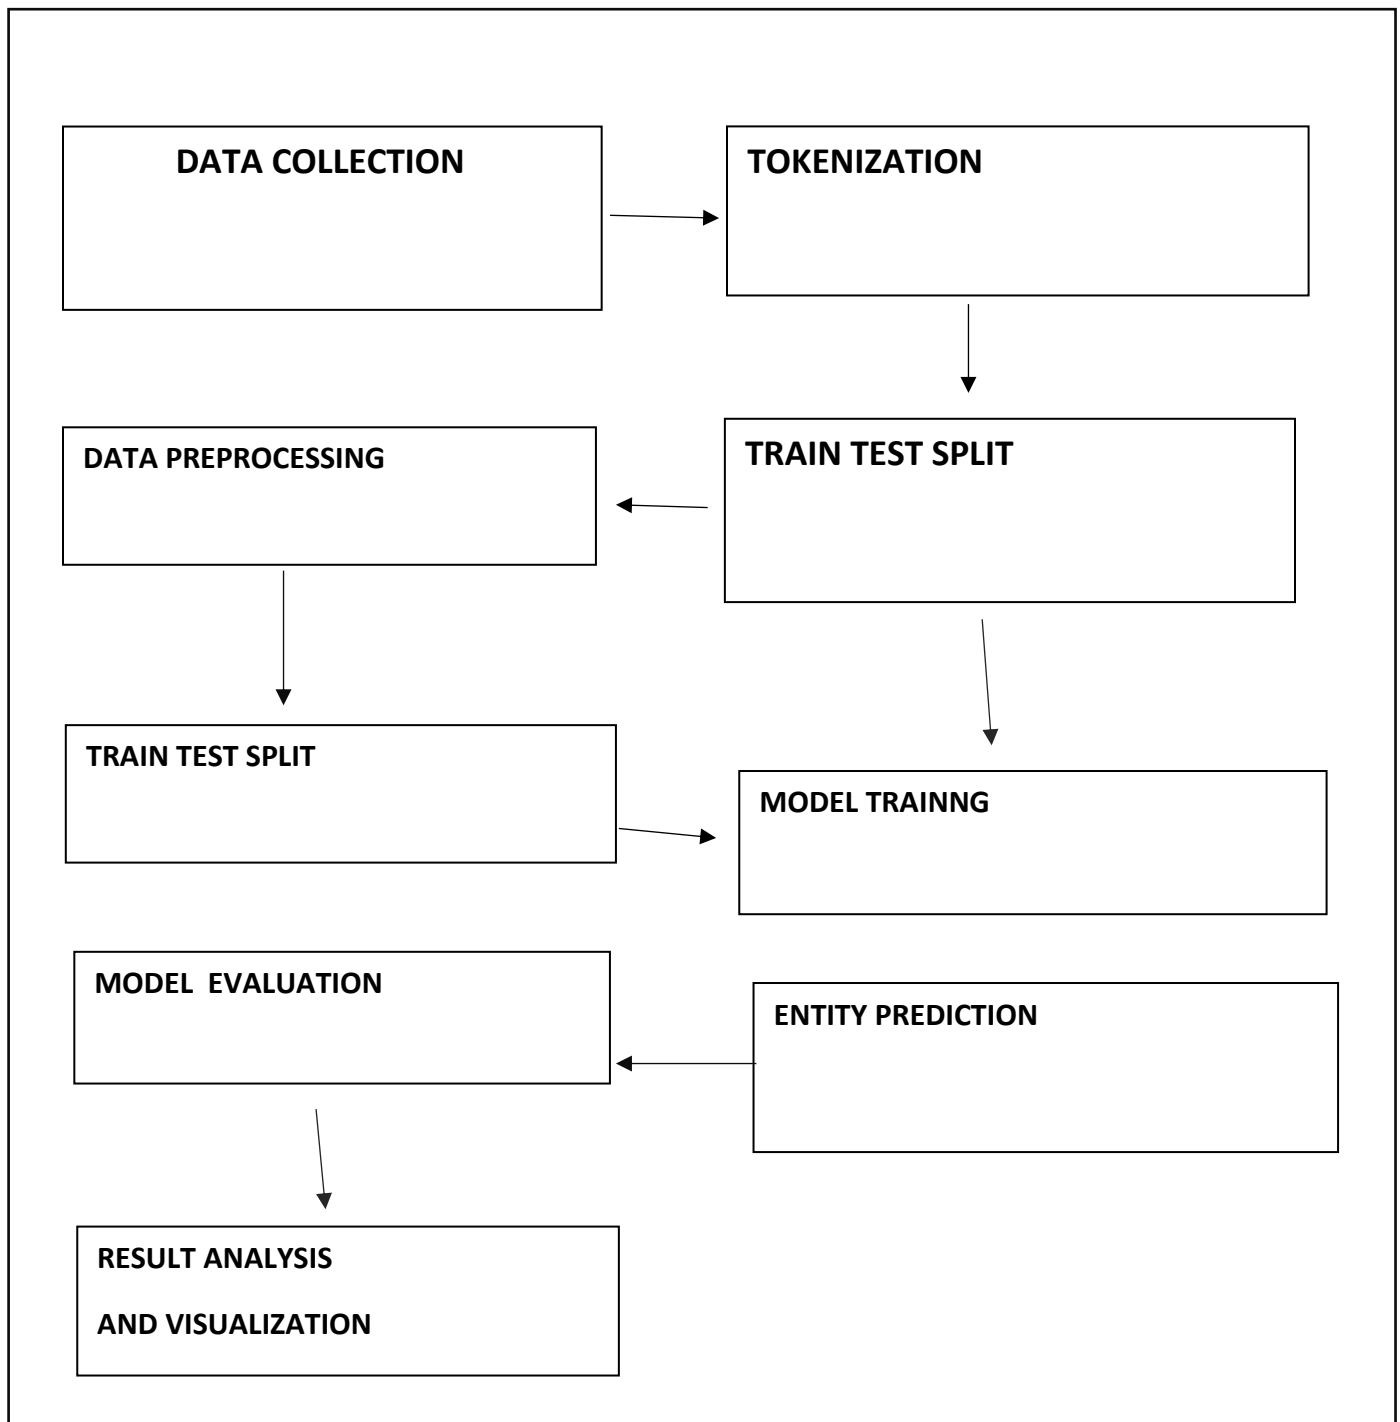 DATA COLLECTION
TOKENIZATION
DATA PREPROCESSING
TRAIN TEST SPLIT
TRAIN TEST SPLIT
MODEL TRAINNG
MODEL  EVALUATION
ENTITY PREDICTION
RESULT ANALYSIS
AND VISUALIZATION